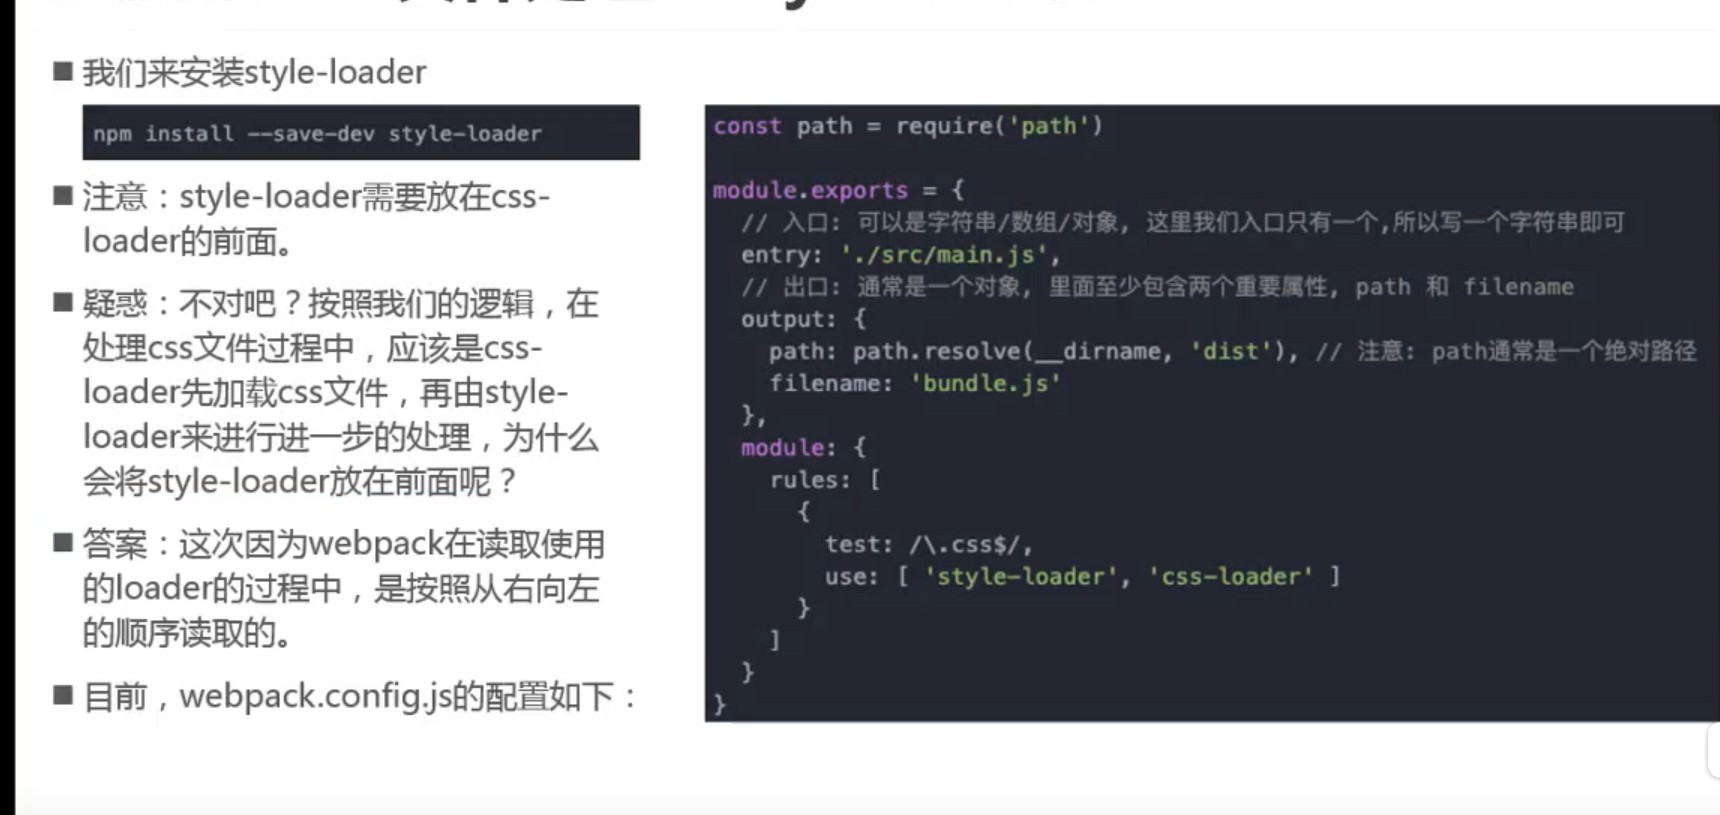 ■ 我们来安装style-loader
npm install --save-dev style-loader
■ 注意：style-loader需要放在css-
loader的前面。
■ 疑惑：不对吧？按照我们的逻辑，在
处理css文件过程中，应该是css-
loader先加载css文件，再由style-
loader来进行进一步的处理，为什么
会将style-loader放在前面呢？
■ 答案：这次因为webpack在读取使用
的loader的过程中，是按照从右向左
的顺序读取的。
■ 目前，webpack.config.js的配置如下：
const path = require('path')
module.exports = {
// 入口: 可以是字符串/数组/对象, 这里我们入口只有一个,所以写一个字符串即可
entry: './src/main.js',
// 出口: 通常是一个对象, 里面至少包含两个重要属性, path 和 filename
output: {
path: path.resolve(__dirname, 'dist'), // 注意: path通常是一个绝对路径
filename: 'bundle.js'
},
module: {
rules: [
{
test: /\.css$/,
use: [ 'style-loader', 'css-loader' ]
}
]
}
}